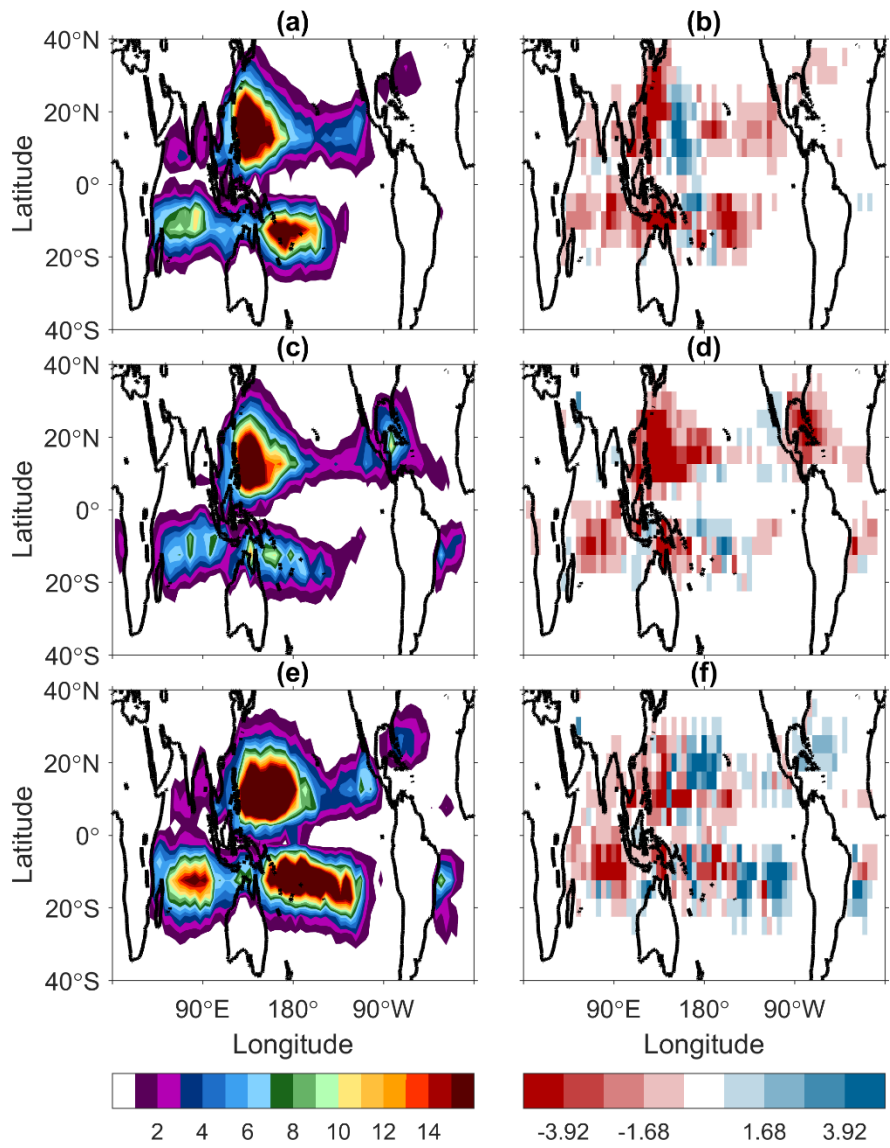 (a) (b)
40°N
20°N
0°
20°S
40°S
Latitude
(c) (d)
40°N
20°N
0°
20°S
40°S
Latitude
(e) (f)
40°N
20°N
0°
20°S
40°S
Latitude
90°E 180° 90°W 90°E 180° 90°W
Longitude Longitude
2 4 6 8 10 12 14 -3.92 -1.68 1.68 3.92